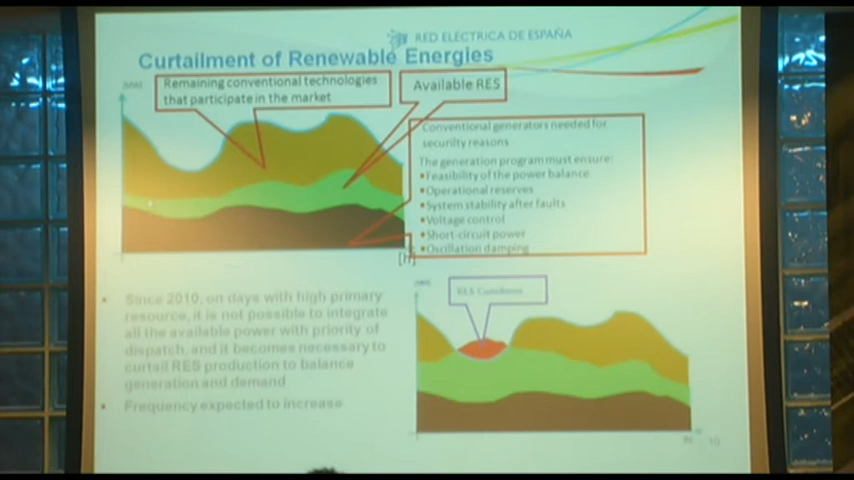 RED ELÉCTRICA DE ESPAÑA
Curtailment of Renewable Energies
Remaining conventional technologies
that participate in the market
Available RES
Conventional generators needed for
security reasons
The generation program must ensure:
•Feasibility of the power balance
•Operational reserves
•System stability after faults
•Voltage control
•Short-circuit power
•Oscillation damping
[h]
• Since 2010, on days with high primary
resource, it is not possible to integrate
all the available power with priority of
dispatch, and it becomes necessary to
curtail RES production to balance
generation and demand
• Frequency expected to increase
RES